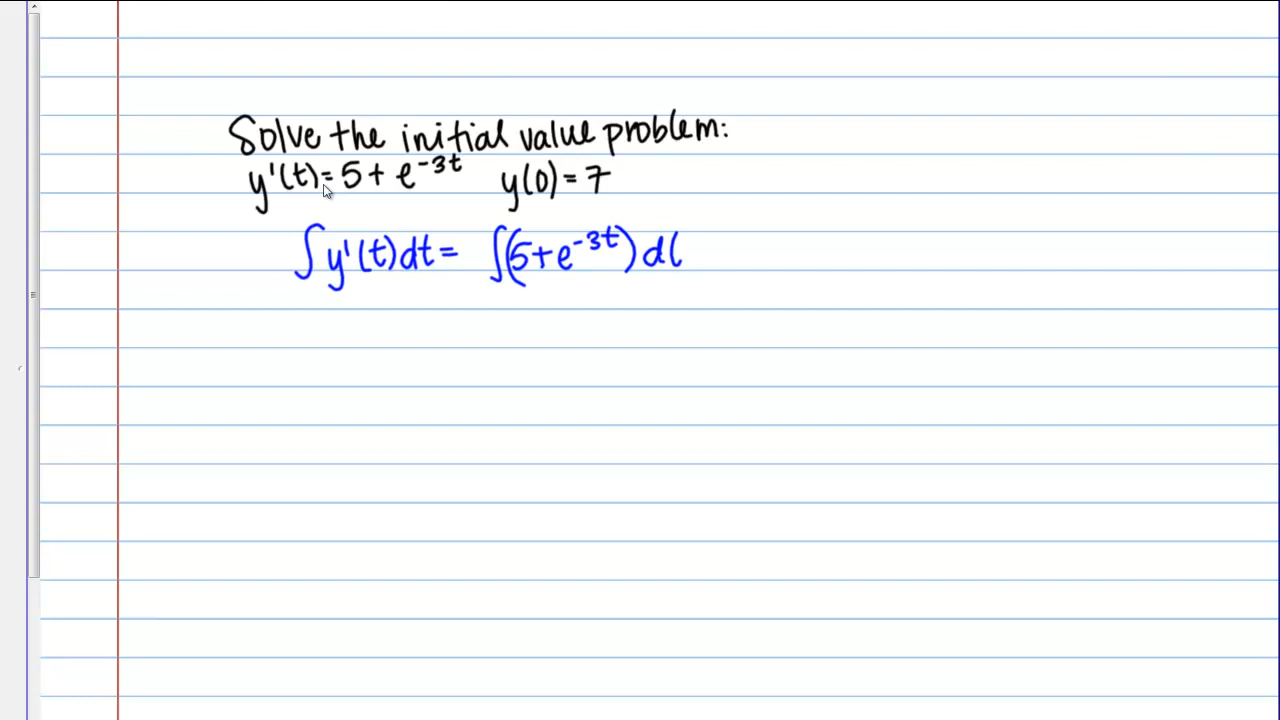 Solve the initial value problem:
y'(t)= 5 + e^-3t y(0) = 7
∫y'(t)dt = ∫(5+e^-3t) d